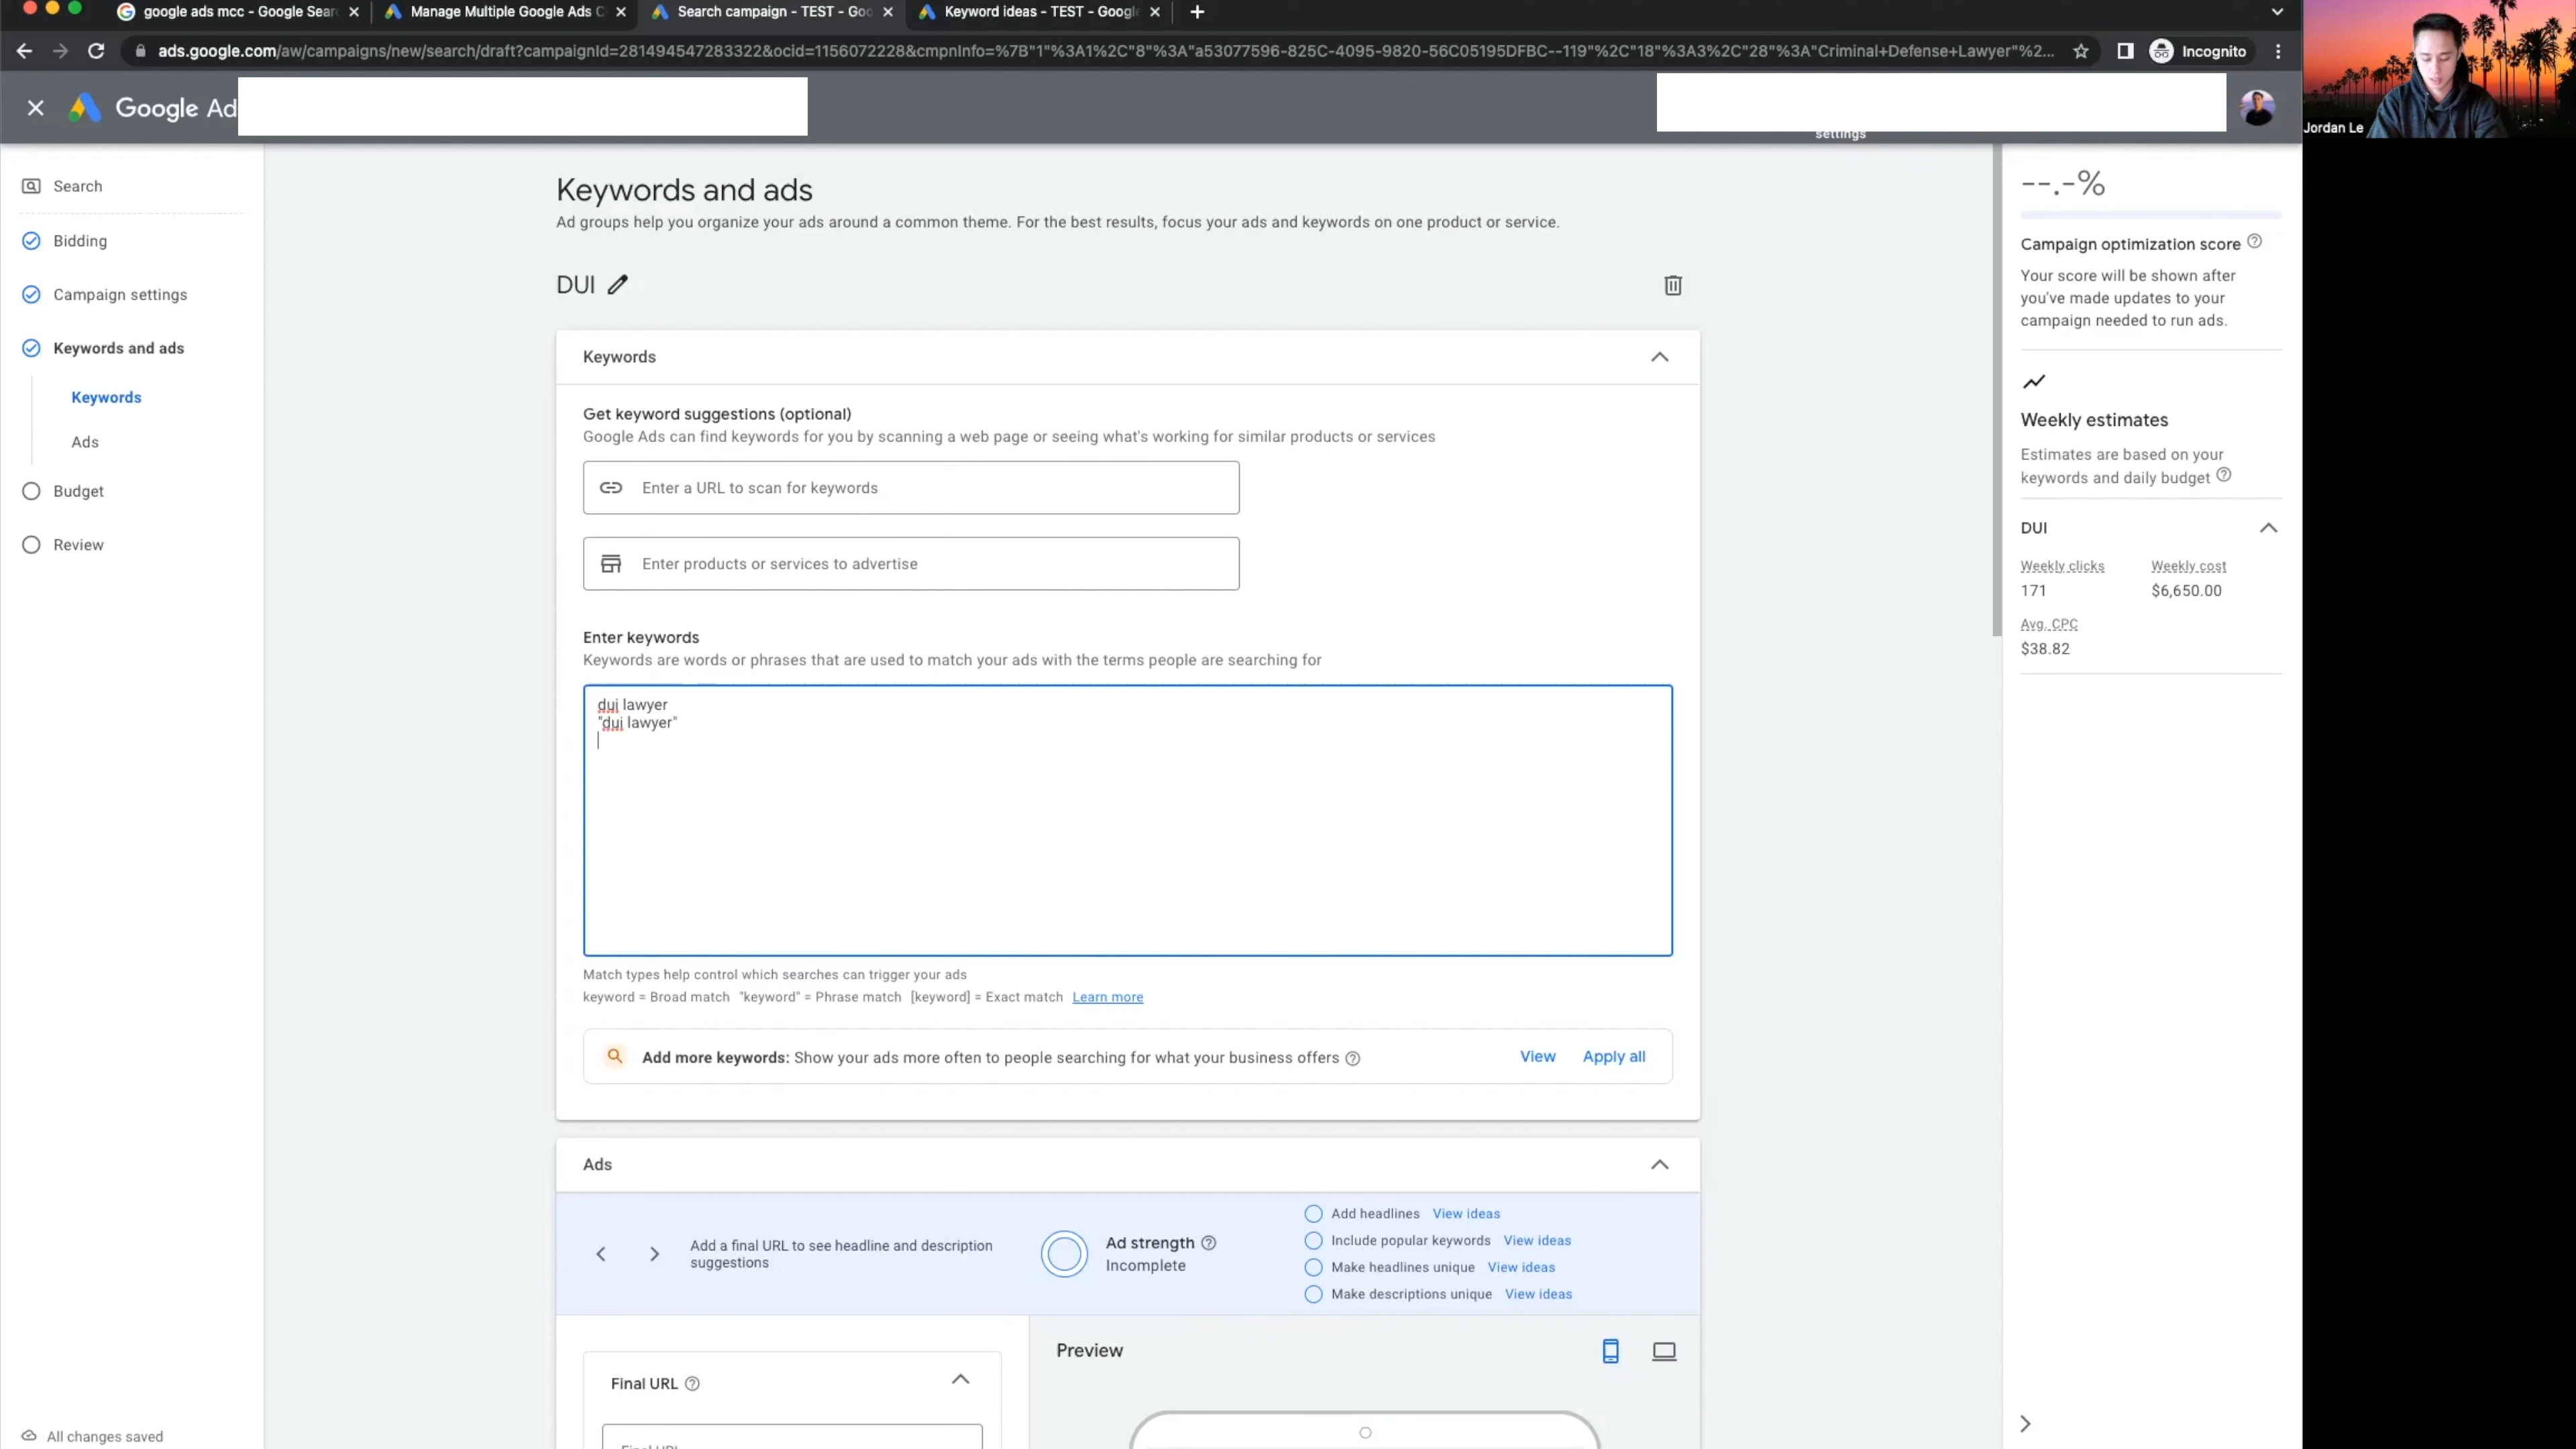 google ads mcc - Google Sear
Manage Multiple Google Ads C
Search campaign - TEST - Goo
Keyword ideas - TEST - Googl
ads.google.com/aw/campaigns/new/search/draft?campaignId=281494547283322&ocid=1156072228&cmpnInfo=%7B"1"%3A1%2C"8"%3A"a53077596-825C-4095-9820-56C05195DFBC--119"%2C"18"%3A3%2C"28"%3A"Criminal+Defense+Lawyer"%2...
Incognito
Google Ad
settings
Jordan Le
Search
Bidding
Campaign settings
Keywords and ads
Keywords
Ads
Budget
Review
All changes saved
Keywords and ads
Ad groups help you organize your ads around a common theme. For the best results, focus your ads and keywords on one product or service.
DUI
Keywords
Get keyword suggestions (optional)
Google Ads can find keywords for you by scanning a web page or seeing what's working for similar products or services
Enter a URL to scan for keywords
Enter products or services to advertise
Enter keywords
Keywords are words or phrases that are used to match your ads with the terms people are searching for
dui lawyer
"dui lawyer"
Match types help control which searches can trigger your ads
keyword = Broad match "keyword" = Phrase match [keyword] = Exact match Learn more
Add more keywords: Show your ads more often to people searching for what your business offers
View
Apply all
Ads
Add a final URL to see headline and description
suggestions
Ad strength
Incomplete
Add headlines View ideas
Include popular keywords View ideas
Make headlines unique View ideas
Make descriptions unique View ideas
Final URL
Final URL
Preview
--.-%
Campaign optimization score
Your score will be shown after
you've made updates to your
campaign needed to run ads.
Weekly estimates
Estimates are based on your
keywords and daily budget
DUI
Weekly clicks
Weekly cost
171
$6,650.00
Avg. CPC
$38.82